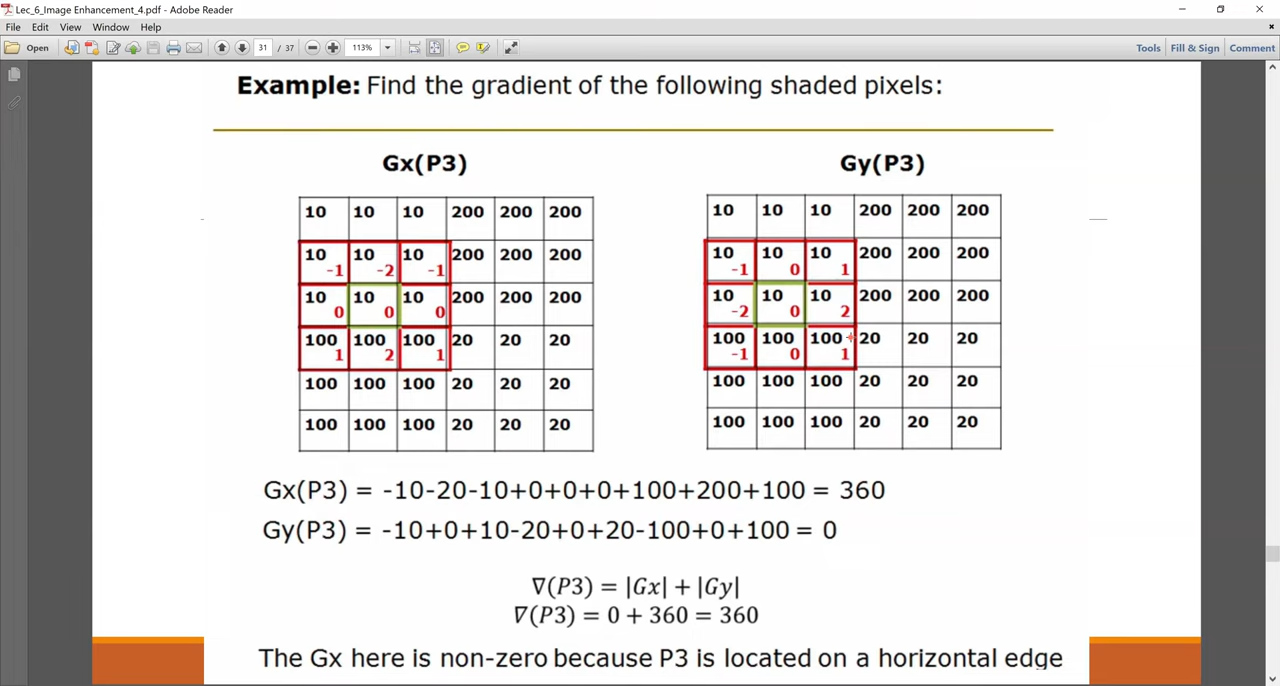 Lec_6_Image Enhancement_4.pdf - Adobe Reader
File Edit View Window Help
Open 31 / 37 113% Tools Fill & Sign Comment
Example: Find the gradient of the following shaded pixels:
Gx(P3) Gy(P3)
10 10 10 200 200 200
10 -1 10 -2 10 -1 200 200 200
10 0 10 0 10 0 200 200 200
100 1 100 2 100 1 20 20 20
100 100 100 20 20 20
100 100 100 20 20 20
10 10 10 200 200 200
10 -1 10 0 10 1 200 200 200
10 -2 10 0 10 2 200 200 200
100 -1 100 0 100 1 20 20 20
100 100 100 20 20 20
100 100 100 20 20 20
Gx(P3) = -10-20-10+0+0+0+100+200+100 = 360
Gy(P3) = -10+0+10-20+0+20-100+0+100 = 0
∇(P3) = |Gx| + |Gy|
∇(P3) = 0 + 360 = 360
The Gx here is non-zero because P3 is located on a horizontal edge